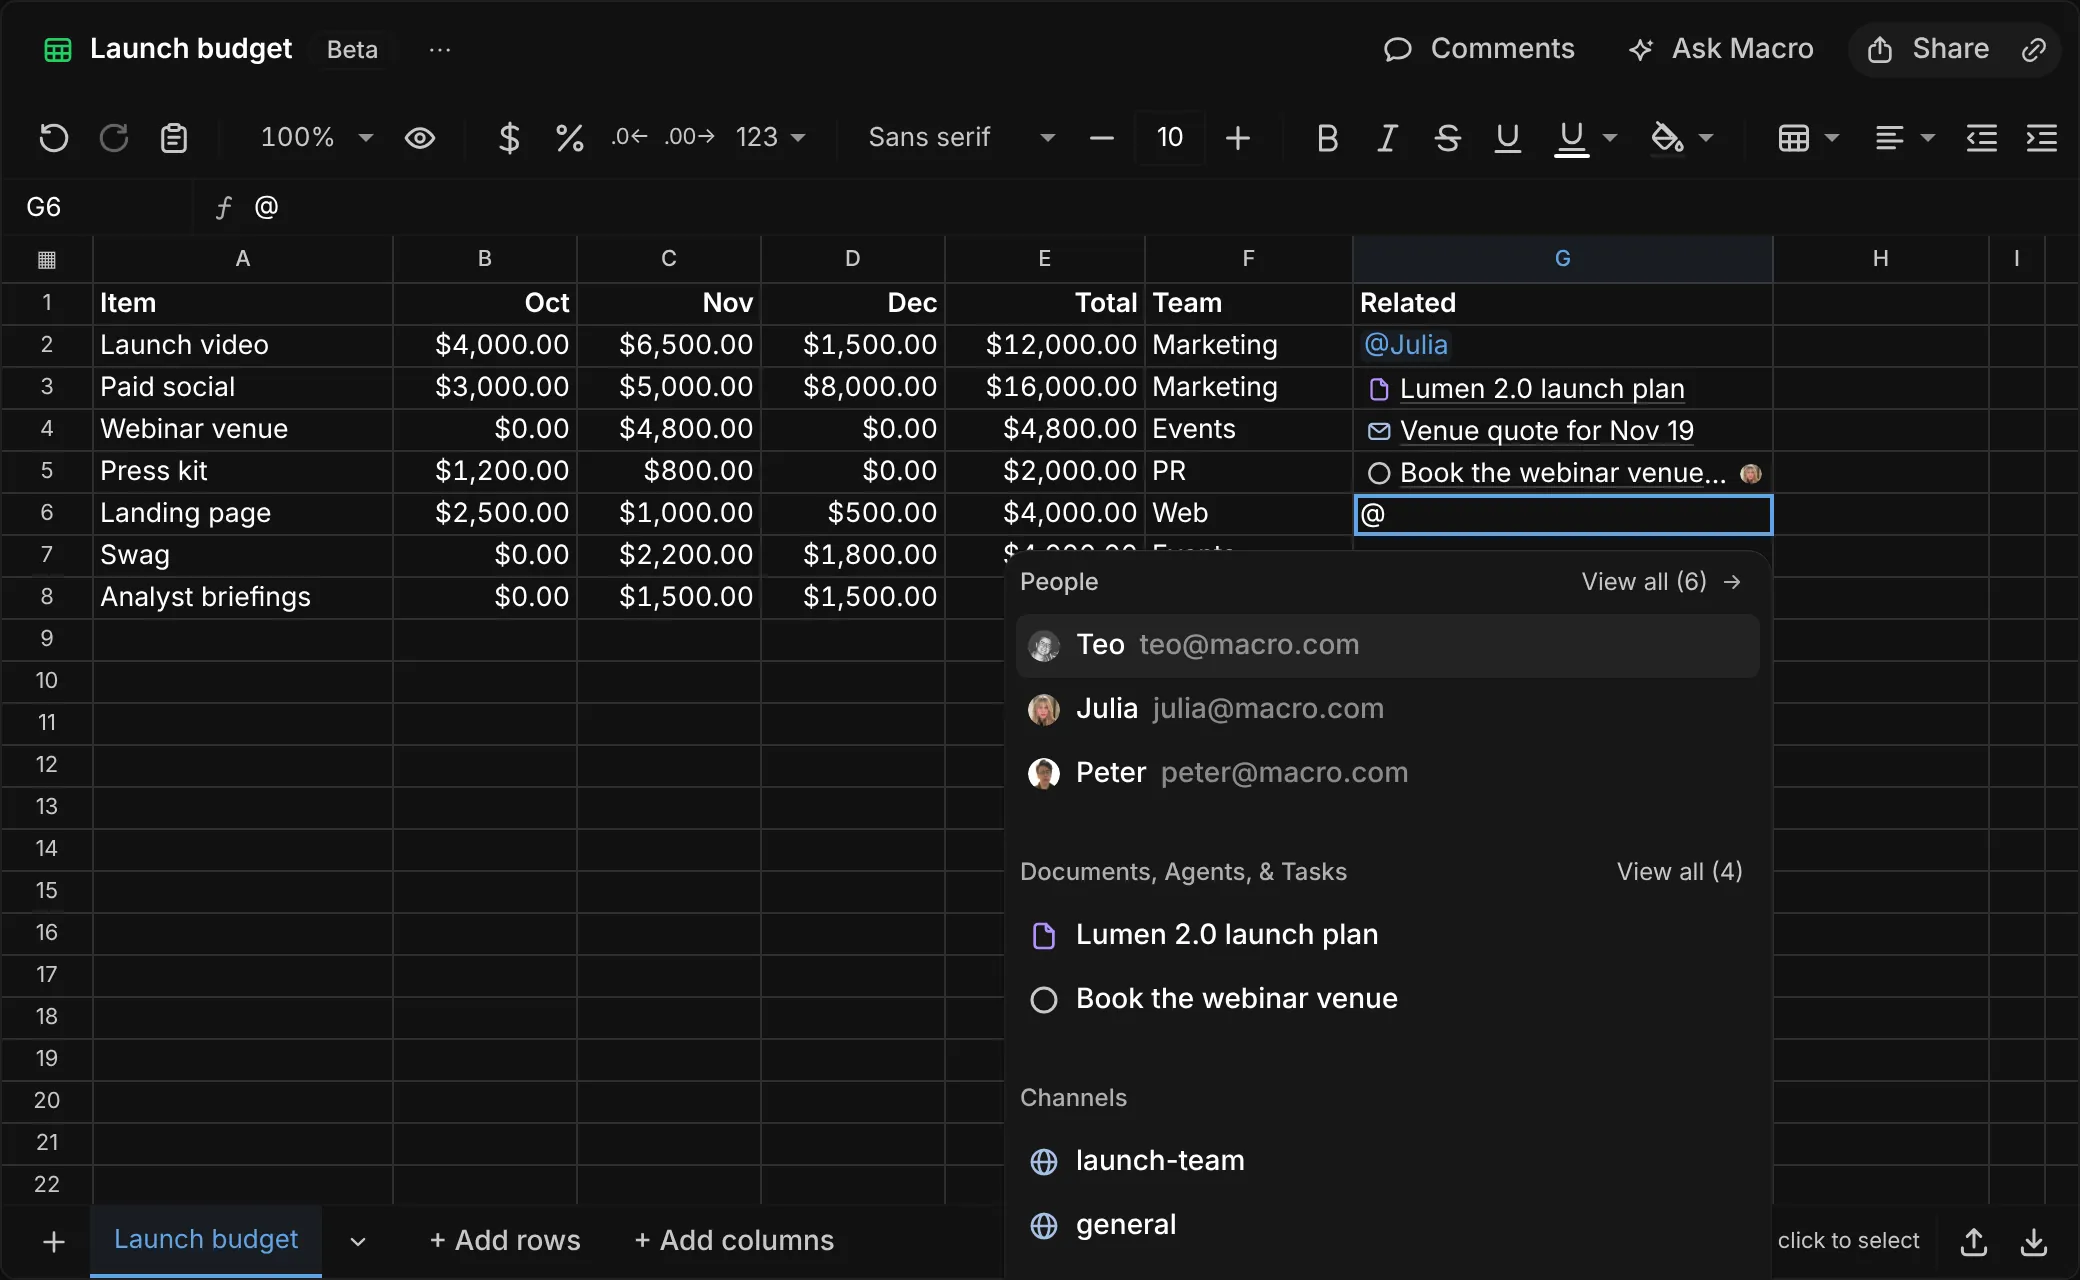 Launch budget Beta ... Comments Ask Macro Share
100% $ % .0← .00→ 123 Sans serif 10 B I S U U
G6 f @
A B C D E F G H I
1 Item Oct Nov Dec Total Team Related
2 Launch video $4,000.00 $6,500.00 $1,500.00 $12,000.00 Marketing @Julia
3 Paid social $3,000.00 $5,000.00 $8,000.00 $16,000.00 Marketing Lumen 2.0 launch plan
4 Webinar venue $0.00 $4,800.00 $0.00 $4,800.00 Events Venue quote for Nov 19
5 Press kit $1,200.00 $800.00 $0.00 $2,000.00 PR Book the webinar venue...
6 Landing page $2,500.00 $1,000.00 $500.00 $4,000.00 Web @
7 Swag $0.00 $2,200.00 $1,800.00
8 Analyst briefings $0.00 $1,500.00 $1,500.00
9
10
11
12
13
14
15
16
17
18
19
20
21
22
People View all (6) →
Teo teo@macro.com
Julia julia@macro.com
Peter peter@macro.com
Documents, Agents, & Tasks View all (4)
Lumen 2.0 launch plan
Book the webinar venue
Channels
launch-team
general
+ Launch budget + Add rows + Add columns click to select